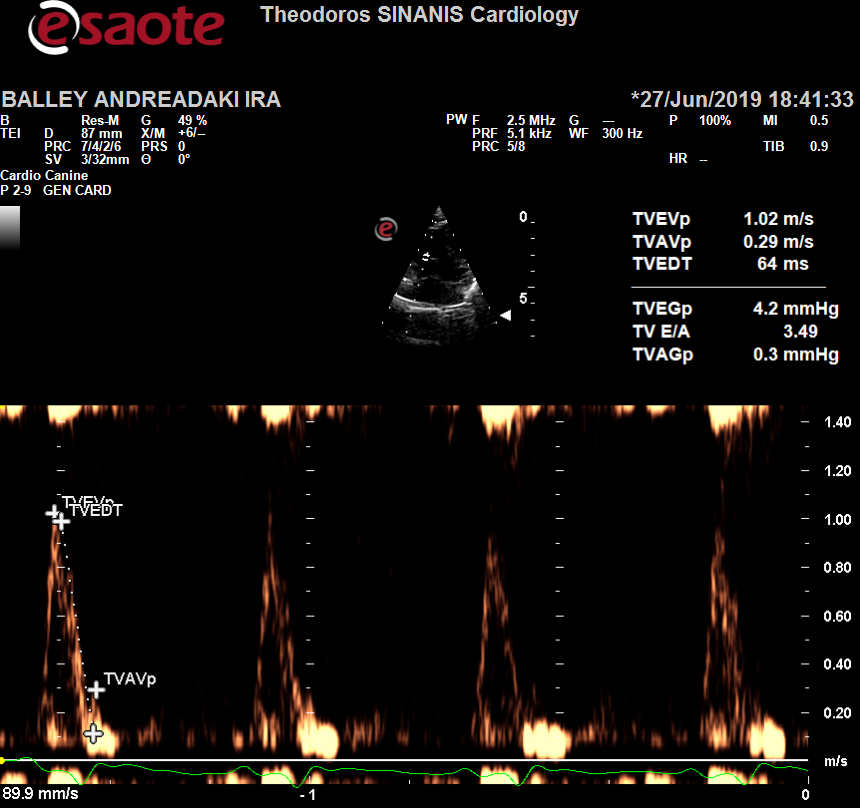 esaote
Theodoros SINANIS Cardiology
BALLEY ANDREADAKI IRA
*27/Jun/2019 18:41:33
B Res-M G 49 %
TEI D 87 mm X/M +6/--
PRC 7/4/2/6 PRS 0
SV 3/32mm Θ 0°
Cardio Canine
P 2-9 GEN CARD
PW F 2.5 MHz G ---
PRF 5.1 kHz WF 300 Hz
PRC 5/8
P 100% MI 0.5
TIB 0.9
HR --
e
0
5
TVEVp 1.02 m/s
TVAVp 0.29 m/s
TVEDT 64 ms
TVEGp 4.2 mmHg
TV E/A 3.49
TVAGp 0.3 mmHg
1.40
1.20
TVEVp
TVEDT
1.00
0.80
0.60
TVAVp
0.40
0.20
m/s
89.9 mm/s
-1
0